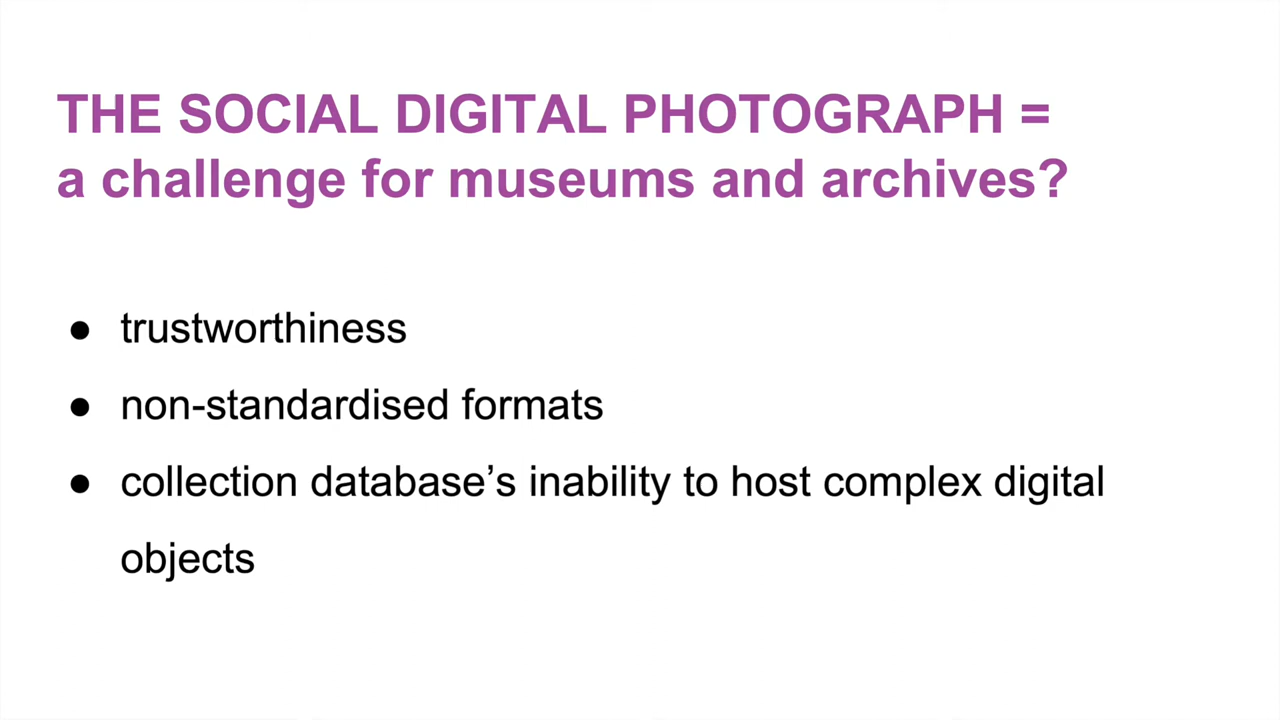 THE SOCIAL DIGITAL PHOTOGRAPH =
a challenge for museums and archives?
● trustworthiness
● non-standardised formats
● collection database’s inability to host complex digital
objects